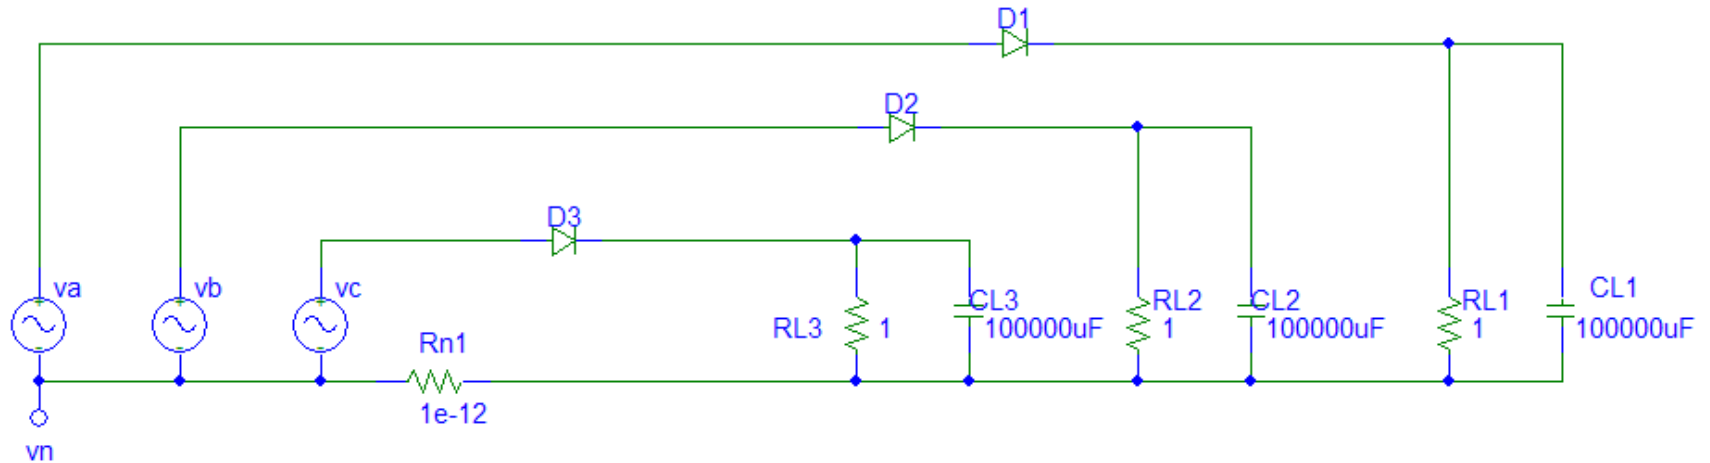 D1
D2
D3
va
vb
vc
CL3
RL2
CL2
RL1
CL1
RL3
1
100000uF
1
100000uF
1
100000uF
Rn1
1e-12
vn